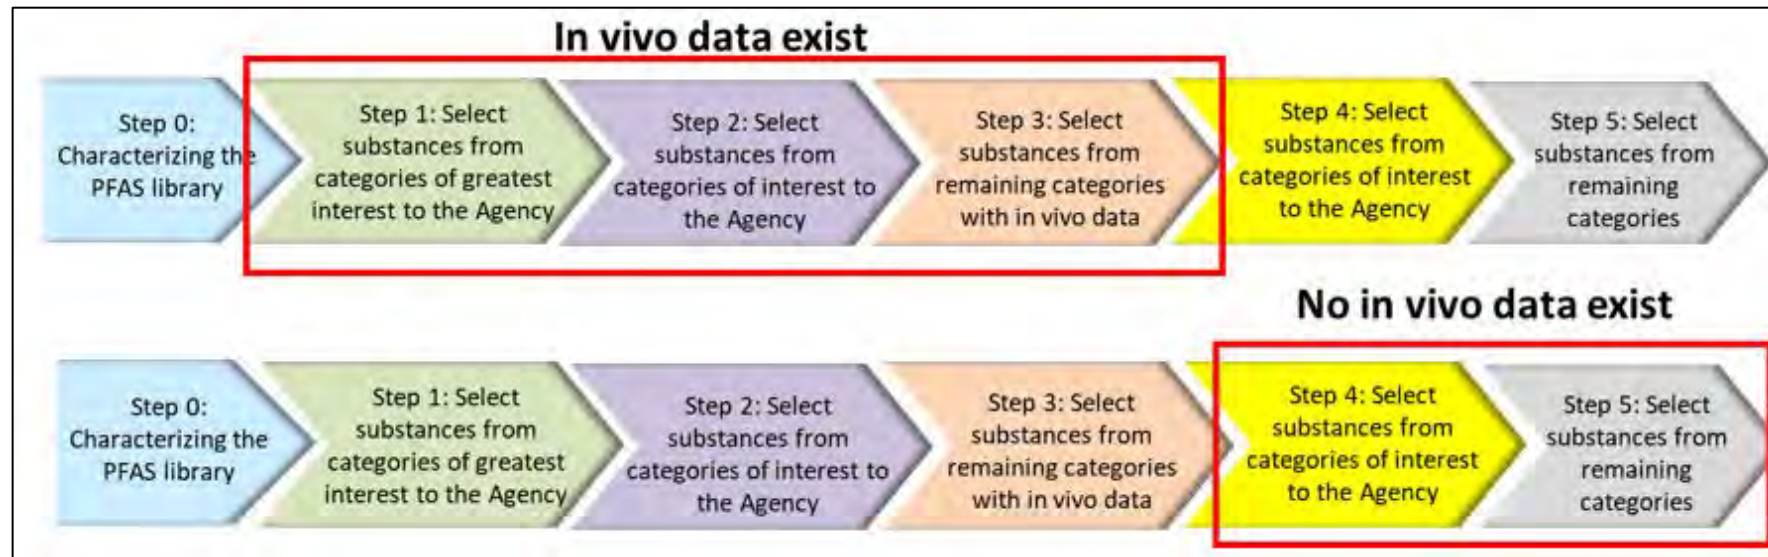 In vivo data exist
Step 0:
Characterizing the
PFAS library
Step 1: Select
substances from
categories of greatest
interest to the Agency
Step 2: Select
substances from
categories of interest to
the Agency
Step 3: Select
substances from
remaining categories
with in vivo data
Step 4: Select
substances from
categories of interest
to the Agency
Step 5: Select
substances from
remaining
categories
No in vivo data exist
Step 0:
Characterizing the
PFAS library
Step 1: Select
substances from
categories of greatest
interest to the Agency
Step 2: Select
substances from
categories of interest to
the Agency
Step 3: Select
substances from
remaining categories
with in vivo data
Step 4: Select
substances from
categories of interest
to the Agency
Step 5: Select
substances from
remaining
categories